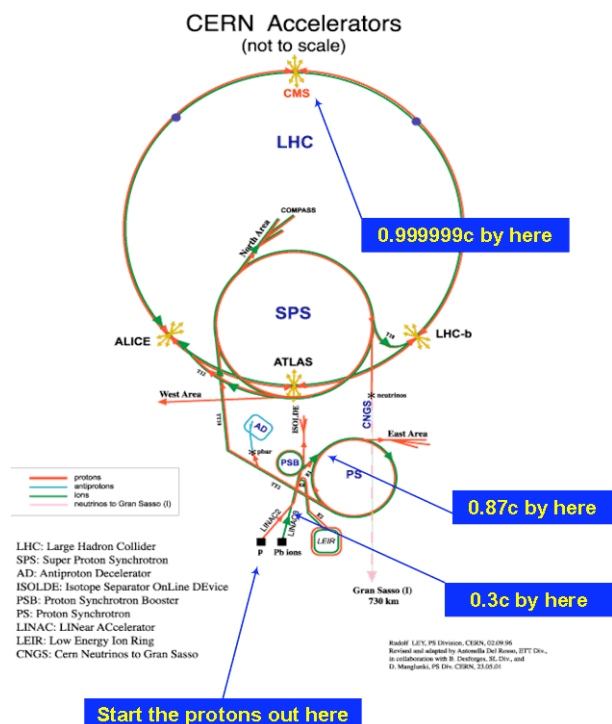 CERN Accelerators
(not to scale)
CMS
LHC
0.999999c by here
COMPASS
North Area
SPS
ALICE
LHC-b
ATLAS
TI8
TI2
West Area
neutrinos
CNGS
ISOLDE
TT10
AD
pbar
East Area
PSB
PS
TT2
protons
antiprotons
ions
neutrinos to Gran Sasso (I)
0.87c by here
LINAC2
LINAC3
E2
LEIR
p
Pb ions
0.3c by here
Gran Sasso (I)
730 km
LHC: Large Hadron Collider
SPS: Super Proton Synchrotron
AD: Antiproton Decelerator
ISOLDE: Isotope Separator OnLine DEvice
PSB: Proton Synchrotron Booster
PS: Proton Synchrotron
LINAC: LINear ACcelerator
LEIR: Low Energy Ion Ring
CNGS: Cern Neutrinos to Gran Sasso
Rudolf LEY, PS Division, CERN, 02.09.96
Revised and adapted by Antonella Del Rosso, ETT Div.,
in collaboration with B. Desforges, SL Div., and
D. Manglunki, PS Div. CERN, 23.05.01
Start the protons out here